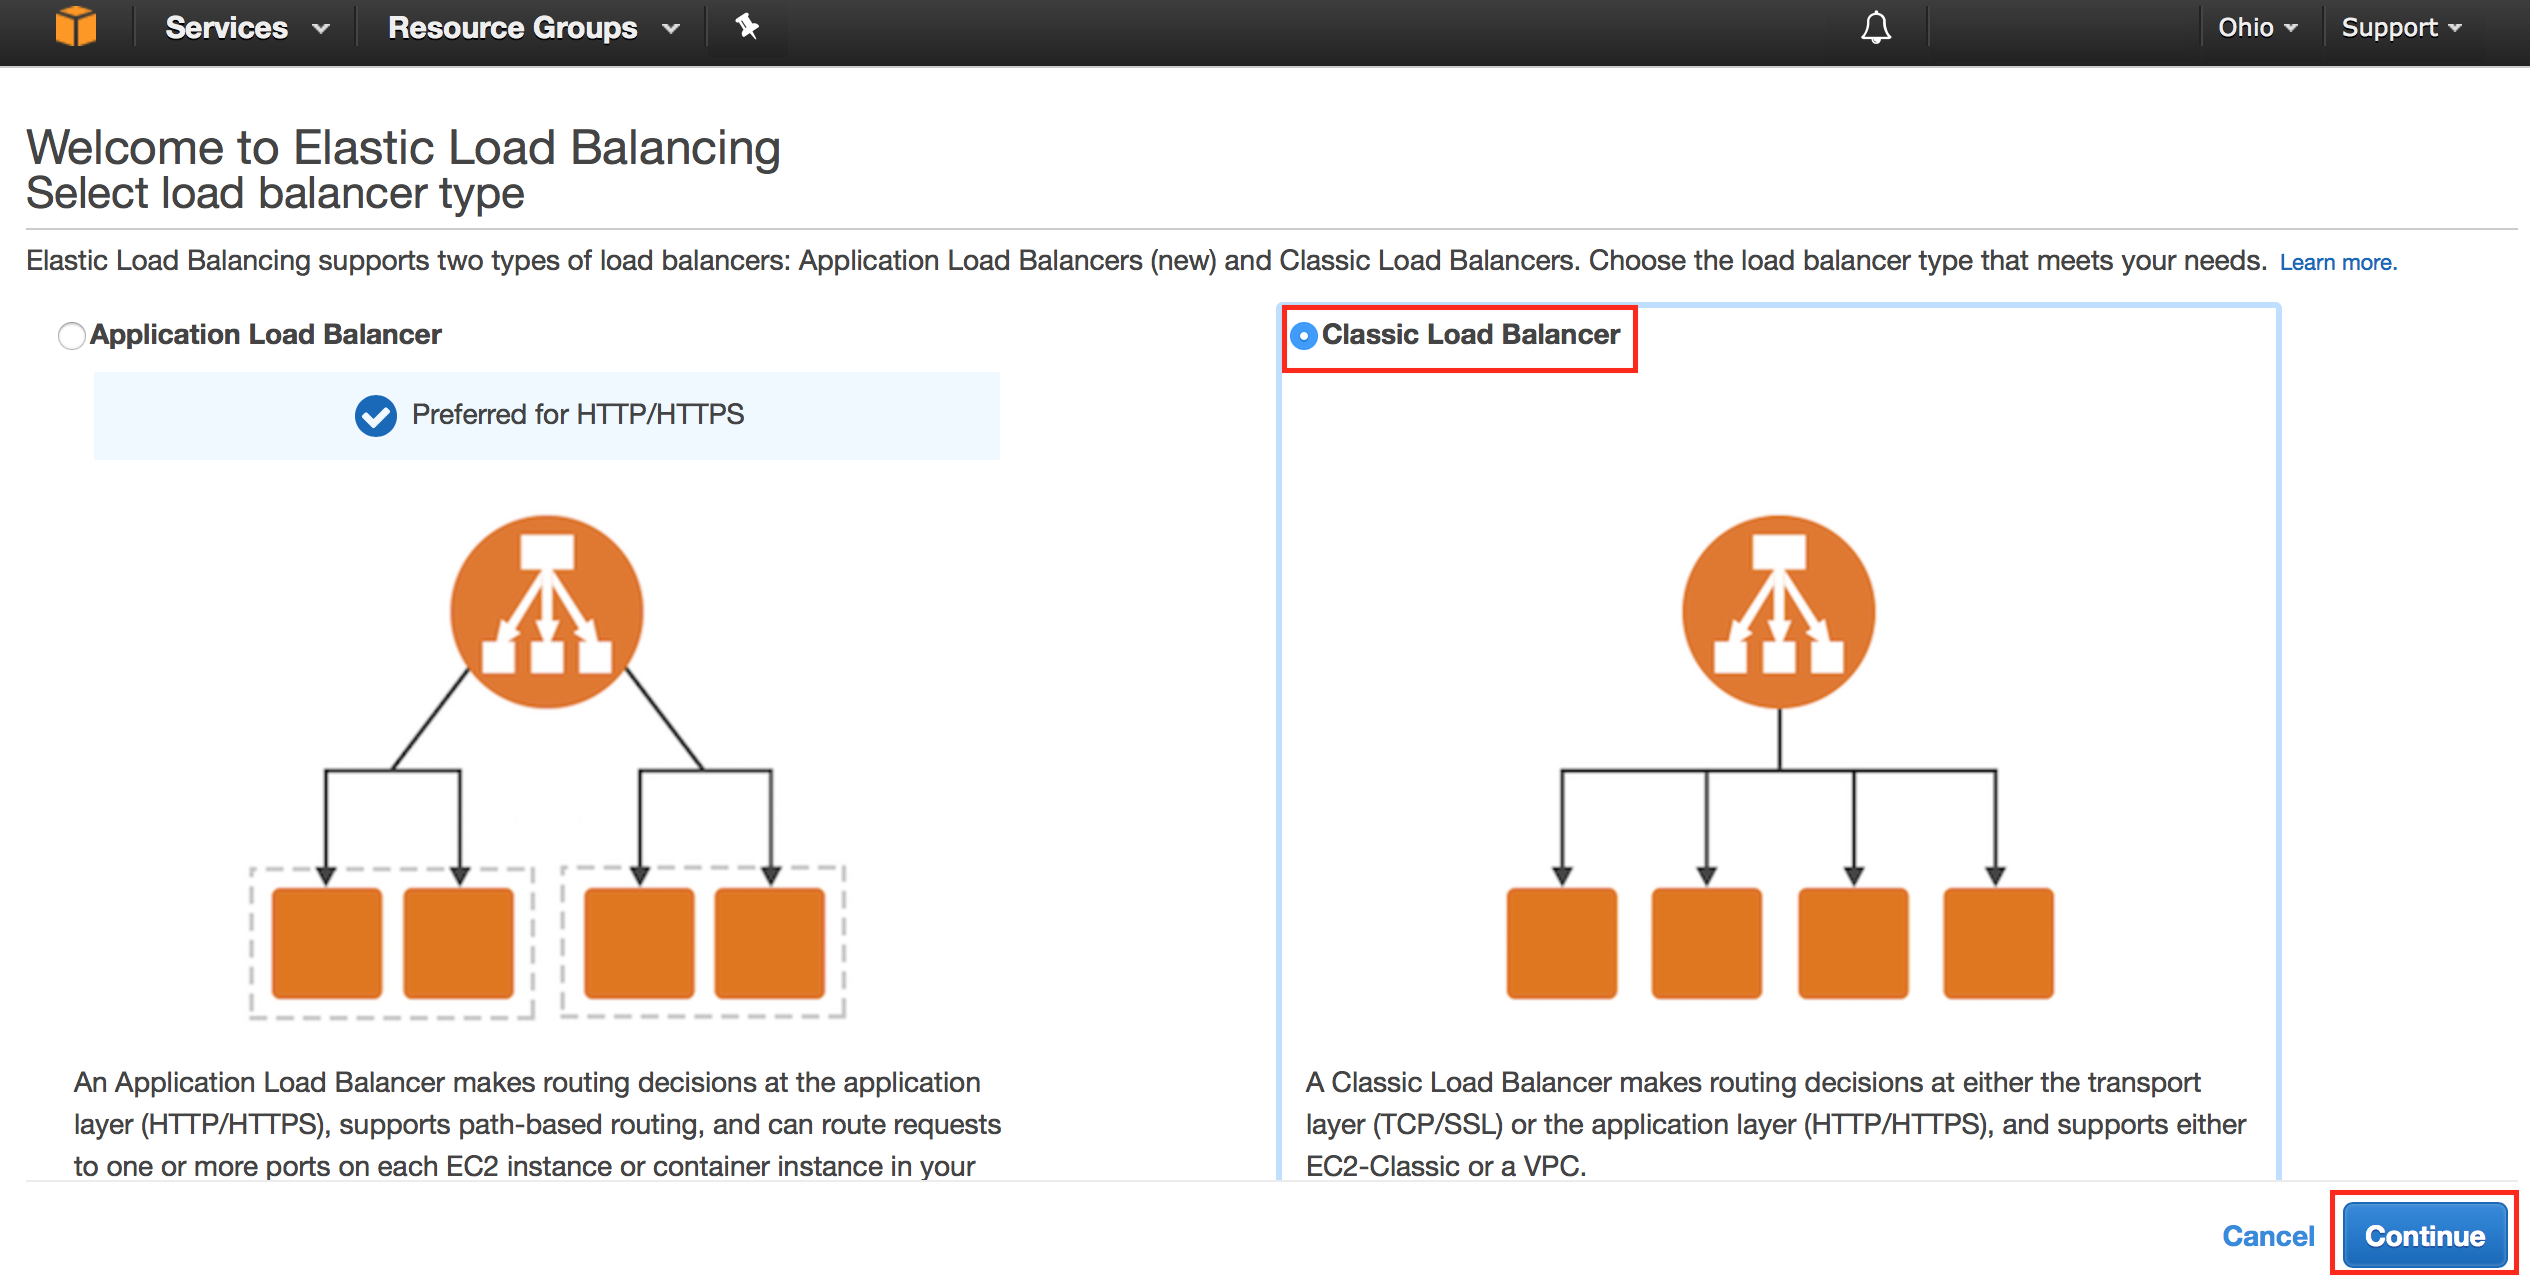 Services
Resource Groups
Ohio
Support
Welcome to Elastic Load Balancing
Select load balancer type
Elastic Load Balancing supports two types of load balancers: Application Load Balancers (new) and Classic Load Balancers. Choose the load balancer type that meets your needs. Learn more.
Application Load Balancer
Preferred for HTTP/HTTPS
An Application Load Balancer makes routing decisions at the application
layer (HTTP/HTTPS), supports path-based routing, and can route requests
to one or more ports on each EC2 instance or container instance in your
Classic Load Balancer
A Classic Load Balancer makes routing decisions at either the transport
layer (TCP/SSL) or the application layer (HTTP/HTTPS), and supports either
EC2-Classic or a VPC.
Cancel
Continue